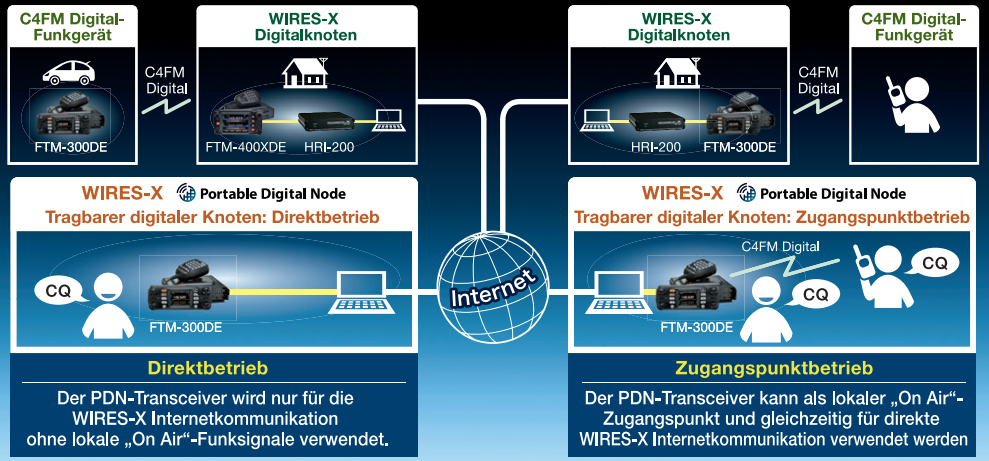 C4FM Digital-
Funkgerät
C4FM
Digital
FTM-300DE
WIRES-X
Digitalknoten
FTM-400XDE
HRI-200
WIRES-X
Digitalknoten
HRI-200
FTM-300DE
C4FM
Digital
C4FM Digital-
Funkgerät
WIRES-X Portable Digital Node
Tragbarer digitaler Knoten: Direktbetrieb
CQ
FTM-300DE
Internet
WIRES-X Portable Digital Node
Tragbarer digitaler Knoten: Zugangspunktbetrieb
C4FM Digital
CQ
CQ
FTM-300DE
Direktbetrieb
Der PDN-Transceiver wird nur für die
WIRES-X Internetkommunikation
ohne lokale „On Air“-Funksignale verwendet.
Zugangspunktbetrieb
Der PDN-Transceiver kann als lokaler „On Air“-
Zugangspunkt und gleichzeitig für direkte
WIRES-X Internetkommunikation verwendet werden